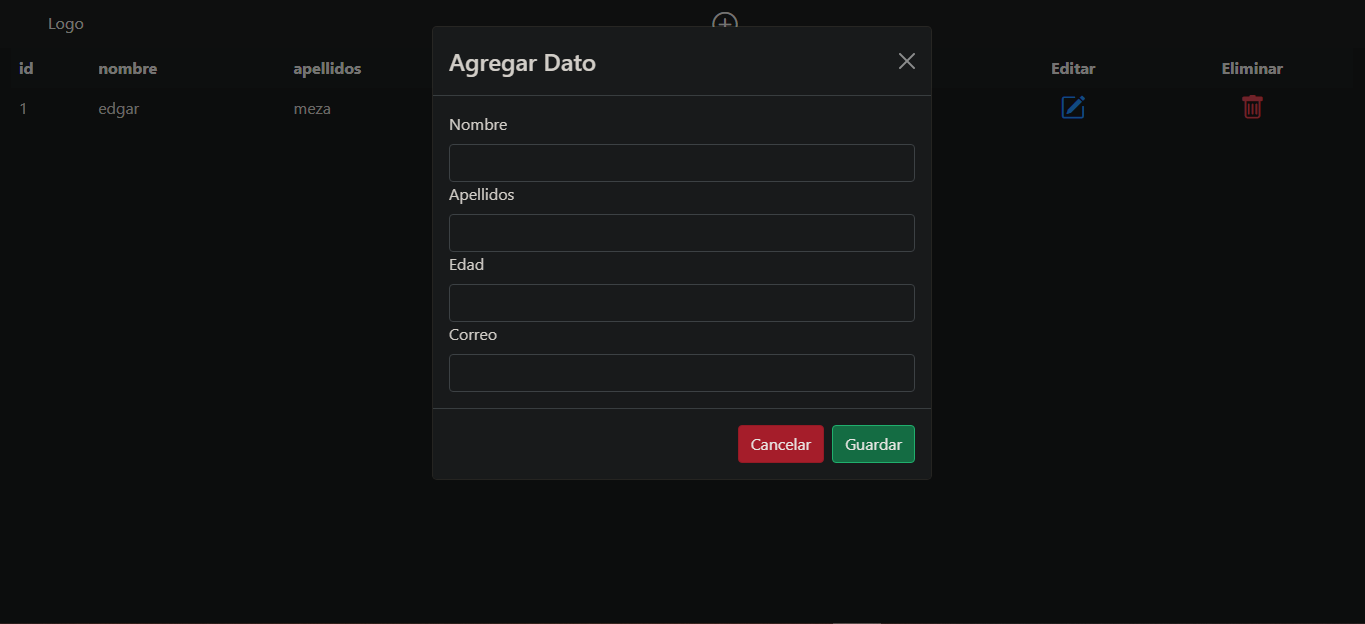 Logo
id nombre apellidos Editar Eliminar
1 edgar meza
Agregar Dato
Nombre
Apellidos
Edad
Correo
Cancelar Guardar